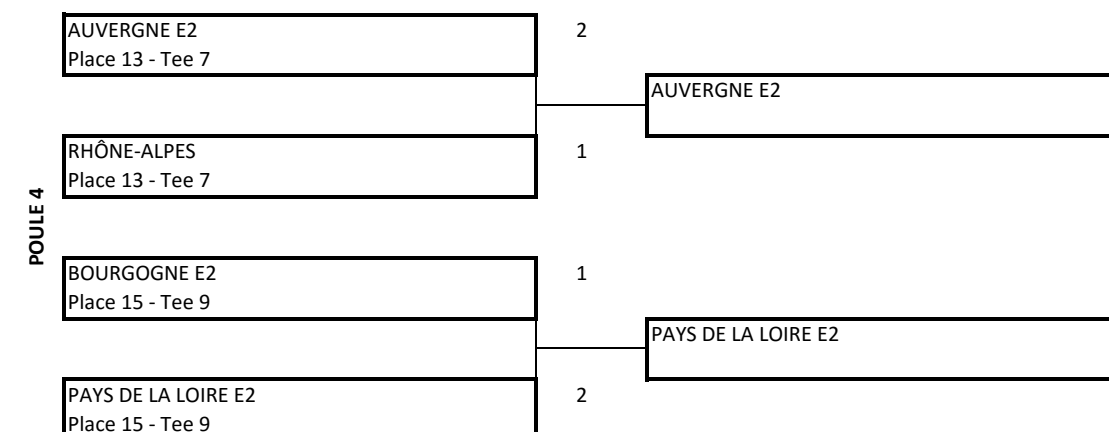 AUVERGNE E2 2
Place 13 - Tee 7
AUVERGNE E2
RHÔNE-ALPES 1
Place 13 - Tee 7
POULE 4
BOURGOGNE E2 1
Place 15 - Tee 9
PAYS DE LA LOIRE E2
PAYS DE LA LOIRE E2 2
Place 15 - Tee 9